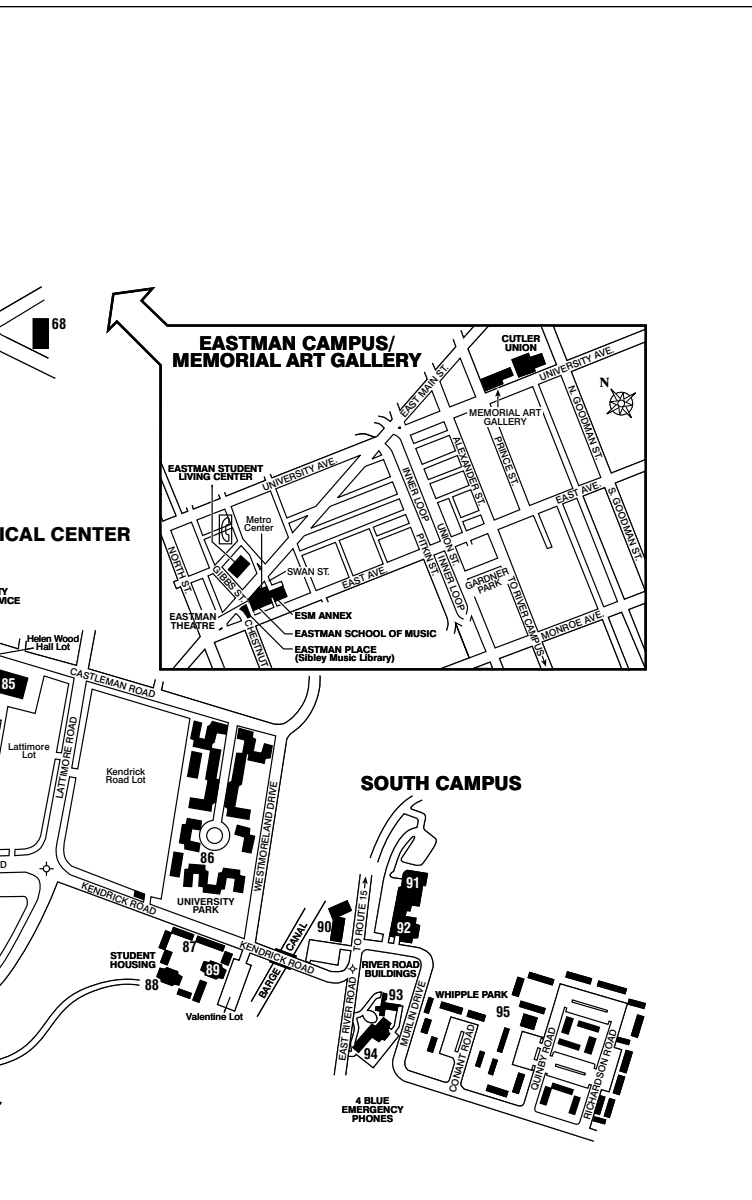 68
EASTMAN CAMPUS/
MEMORIAL ART GALLERY
CUTLER
UNION
UNIVERSITY AVE.
EAST MAIN ST.
N
MEMORIAL ART
GALLERY
N. GOODMAN ST.
ALEXANDER ST.
PRINCE ST.
EASTMAN STUDENT
LIVING CENTER
UNIVERSITY AVE.
INNER LOOP
EAST AVE.
S. GOODMAN ST.
Metro
Center
ICAL CENTER
NORTH ST.
GIBBS ST.
SWAN ST.
EAST AVE.
PITKIN ST.
UNION ST.
INNER LOOP
GARDNER
PARK
TO RIVER CAMPUS
MONROE AVE.
EASTMAN
THEATRE
ESM ANNEX
EASTMAN SCHOOL OF MUSIC
EASTMAN PLACE
(Sibley Music Library)
CHESTNUT
TY
VICE
Helen Wood
Hall Lot
85
CASTLEMAN ROAD
LATTIMORE ROAD
Lattimore
Lot
Kendrick
Road Lot
WESTMORELAND DRIVE
SOUTH CAMPUS
86
D
KENDRICK ROAD
UNIVERSITY
PARK
TO ROUTE 15
91
90
92
STUDENT
HOUSING
87
88
89
KENDRICK ROAD
BARGE CANAL
Valentine Lot
RIVER ROAD
BUILDINGS
93
94
EAST RIVER ROAD
MURLIN DRIVE
WHIPPLE PARK
95
CONANT ROAD
QUINBY ROAD
RICHARDSON ROAD
4 BLUE
EMERGENCY
PHONES